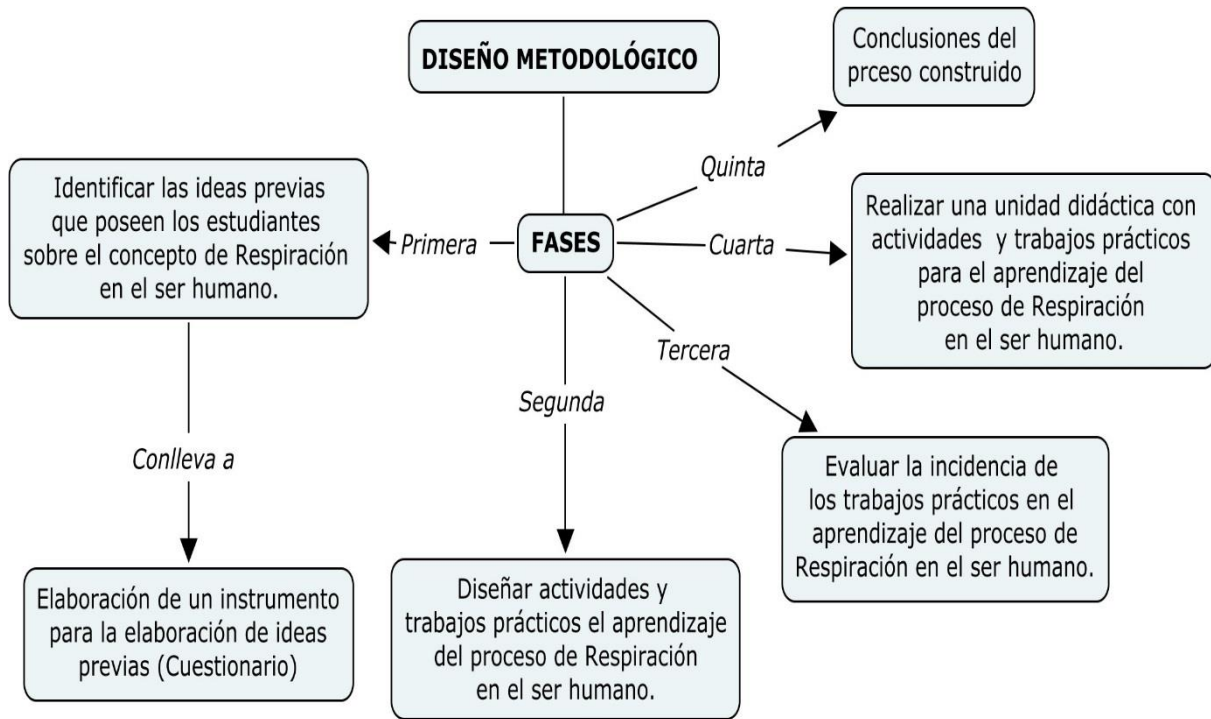 DISEÑO METODOLÓGICO
Conclusiones del
prceso construido
Quinta
Identificar las ideas previas
que poseen los estudiantes
sobre el concepto de Respiración
en el ser humano.
Primera
FASES
Cuarta
Realizar una unidad didáctica con
actividades y trabajos prácticos
para el aprendizaje del
proceso de Respiración
en el ser humano.
Tercera
Segunda
Conlleva a
Evaluar la incidencia de
los trabajos prácticos en el
aprendizaje del proceso de
Respiración en el ser humano.
Elaboración de un instrumento
para la elaboración de ideas
previas (Cuestionario)
Diseñar actividades y
trabajos prácticos el aprendizaje
del proceso de Respiración
en el ser humano.